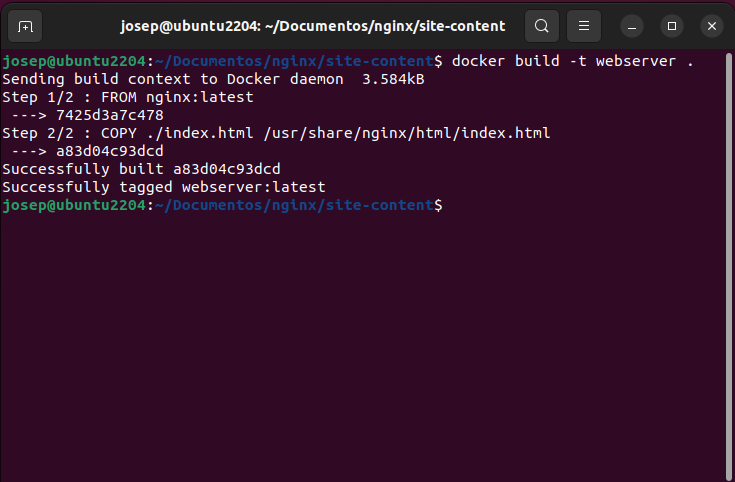 josep@ubuntu2204: ~/Documentos/nginx/site-content
josep@ubuntu2204:~/Documentos/nginx/site-content$ docker build -t webserver .
Sending build context to Docker daemon  3.584kB
Step 1/2 : FROM nginx:latest
 ---> 7425d3a7c478
Step 2/2 : COPY ./index.html /usr/share/nginx/html/index.html
 ---> a83d04c93dcd
Successfully built a83d04c93dcd
Successfully tagged webserver:latest
josep@ubuntu2204:~/Documentos/nginx/site-content$